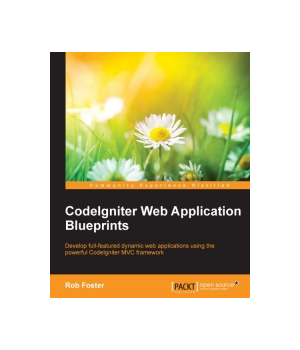 Community Experience Distilled
CodeIgniter Web Application
Blueprints
Develop full-featured dynamic web applications using the
powerful CodeIgniter MVC framework
Rob Foster
[PACKT] open source
PUBLISHING